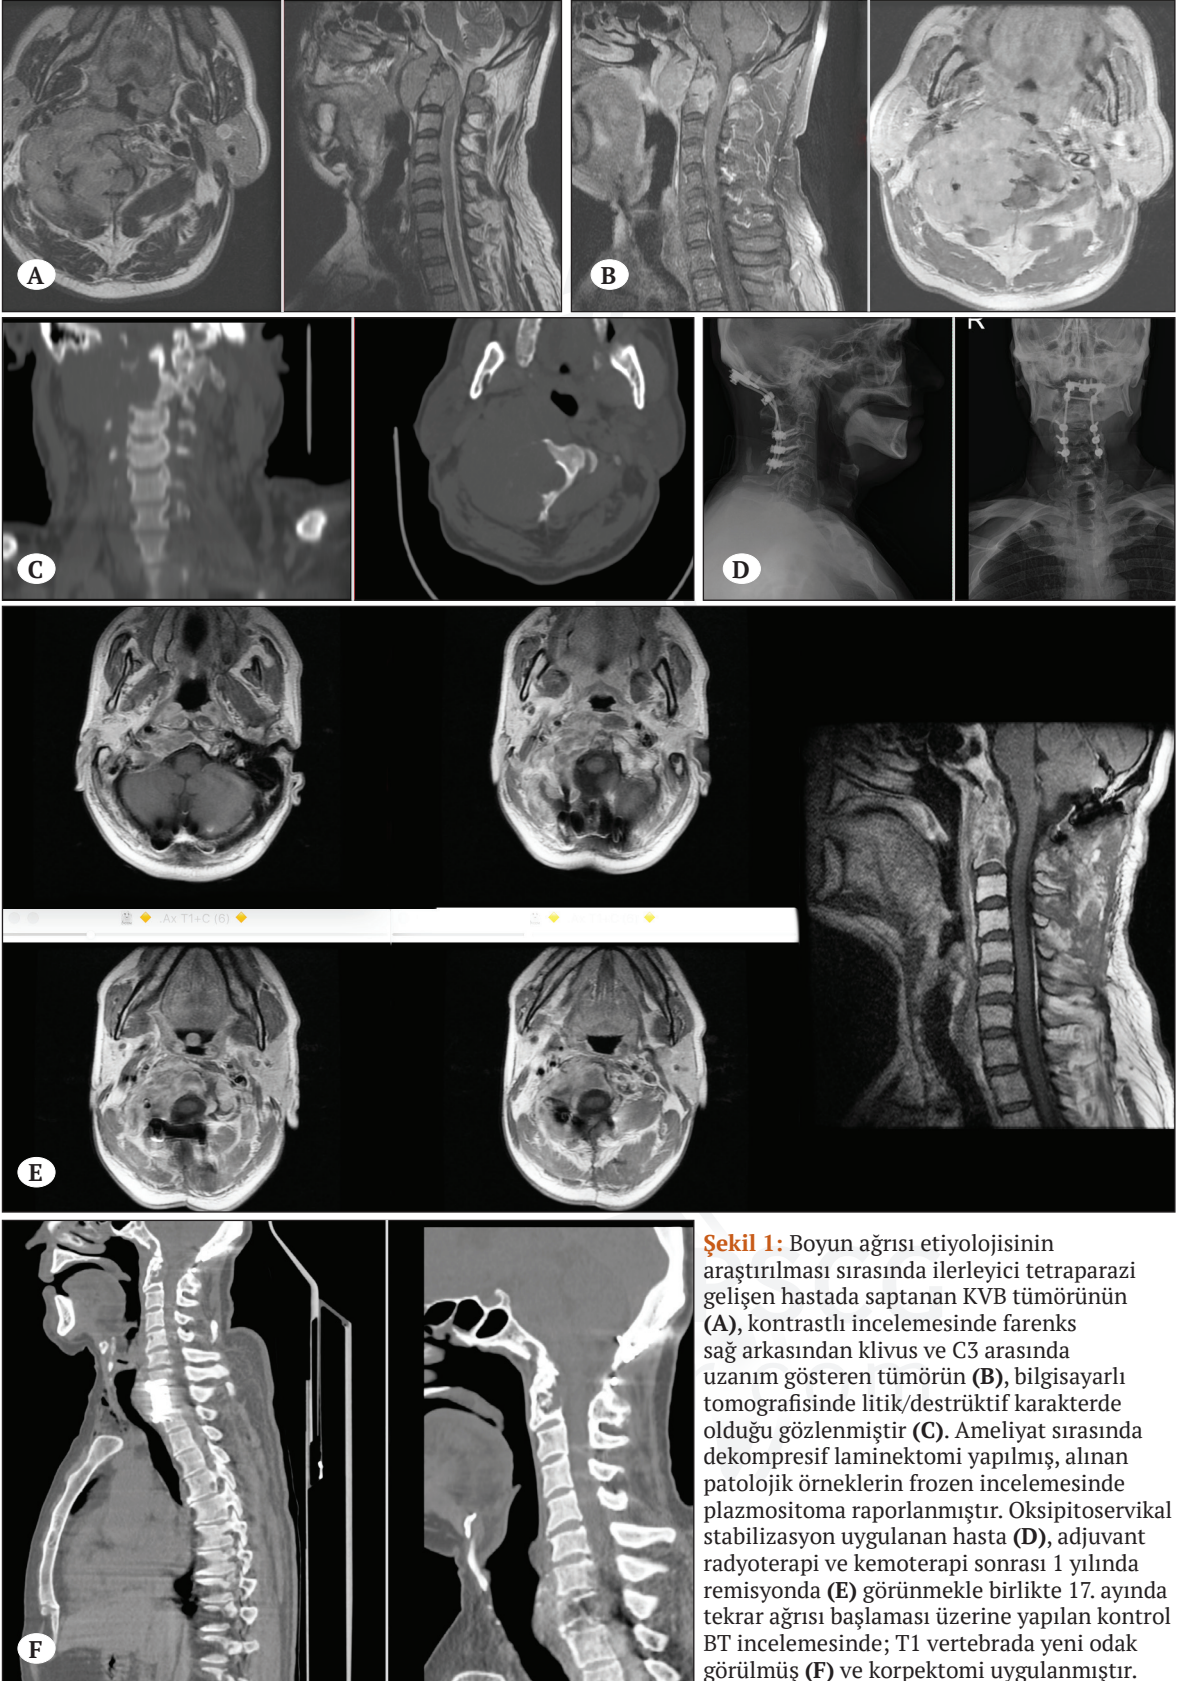 A
B
C
R
D
.Ax T1+C (6)
E
F
Şekil 1: Boyun ağrısı etiyolojisinin
araştırılması sırasında ilerleyici tetraparazi
gelişen hastada saptanan KVB tümörünün
(A), kontrastlı incelemesinde farenks
sağ arkasından klivus ve C3 arasında
uzanım gösteren tümörün (B), bilgisayarlı
tomografisinde litik/destrüktif karakterde
olduğu gözlenmiştir (C). Ameliyat sırasında
dekompresif laminektomi yapılmış, alınan
patolojik örneklerin frozen incelemesinde
plazmositoma raporlanmıştır. Oksipitoservikal
stabilizasyon uygulanan hasta (D), adjuvant
radyoterapi ve kemoterapi sonrası 1 yılında
remisyonda (E) görünmekle birlikte 17. ayında
tekrar ağrısı başlaması üzerine yapılan kontrol
BT incelemesinde; T1 vertebrada yeni odak
görülmüş (F) ve korpektomi uygulanmıştır.